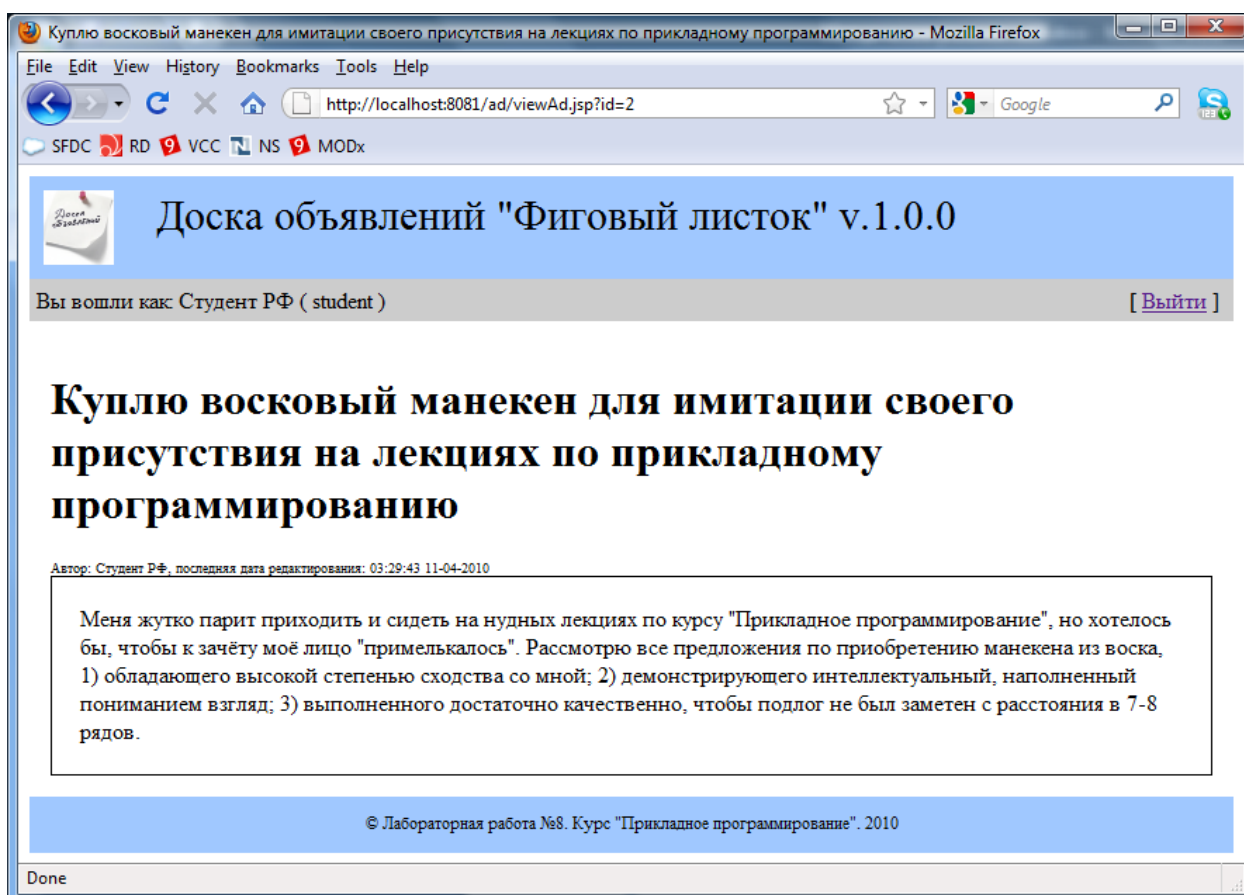 Куплю восковый манекен для имитации своего присутствия на лекциях по прикладному программированию - Mozilla Firefox
File Edit View History Bookmarks Tools Help
http://localhost:8081/ad/viewAd.jsp?id=2
Google
SFDC RD 9 VCC N NS 9 MODx
Доска
Доска объявлений "Фиговый листок" v.1.0.0
Вы вошли как: Студент РФ ( student )
[ Выйти ]
Куплю восковый манекен для имитации своего
присутствия на лекциях по прикладному
программированию
Автор: Студент РФ, последняя дата редактирования: 03:29:43 11-04-2010
Меня жутко парит приходить и сидеть на нудных лекциях по курсу "Прикладное программирование", но хотелось
бы, чтобы к зачёту моё лицо "примелькалось". Рассмотрю все предложения по приобретению манекена из воска,
1) обладающего высокой степенью сходства со мной; 2) демонстрирующего интеллектуальный, наполненный
пониманием взгляд; 3) выполненного достаточно качественно, чтобы подлог не был заметен с расстояния в 7-8
рядов.
© Лабораторная работа №8. Курс "Прикладное программирование". 2010
Done